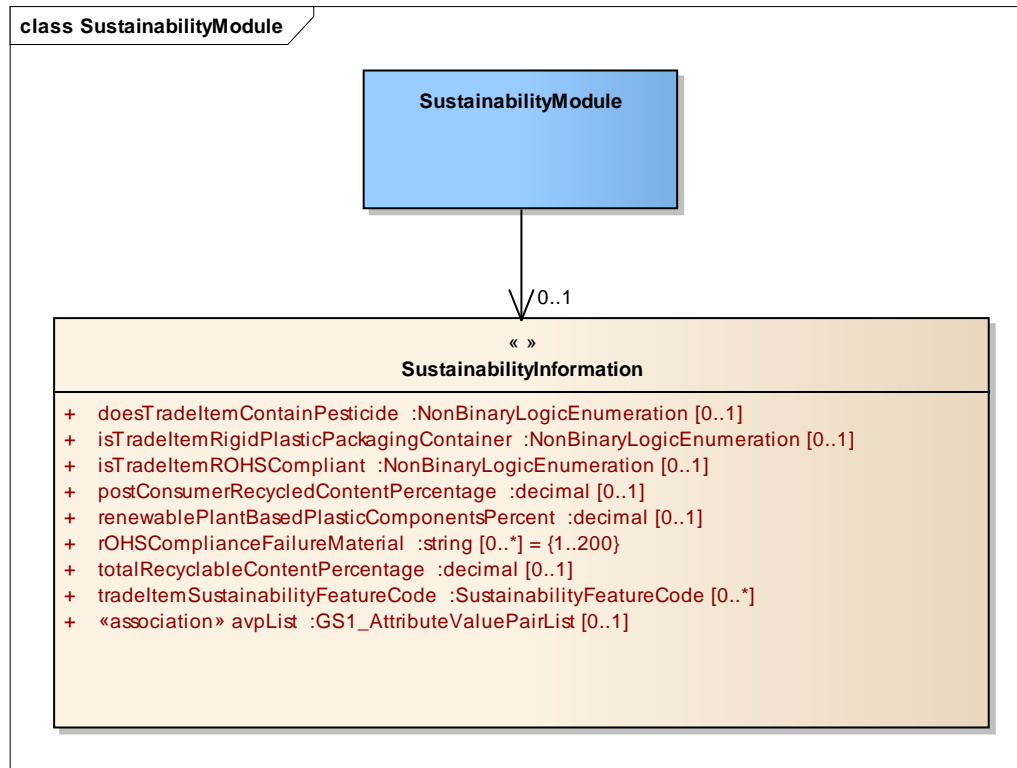 class SustainabilityModule
SustainabilityModule
0..1
« »
SustainabilityInformation
+ doesTradeItemContainPesticide :NonBinaryLogicEnumeration [0..1]
+ isTradeItemRigidPlasticPackagingContainer :NonBinaryLogicEnumeration [0..1]
+ isTradeItemROHSCompliant :NonBinaryLogicEnumeration [0..1]
+ postConsumerRecycledContentPercentage :decimal [0..1]
+ renewablePlantBasedPlasticComponentsPercent :decimal [0..1]
+ rOHSComplianceFailureMaterial :string [0..*] = {1..200}
+ totalRecyclableContentPercentage :decimal [0..1]
+ tradeItemSustainabilityFeatureCode :SustainabilityFeatureCode [0..*]
+ «association» avpList :GS1_AttributeValuePairList [0..1]